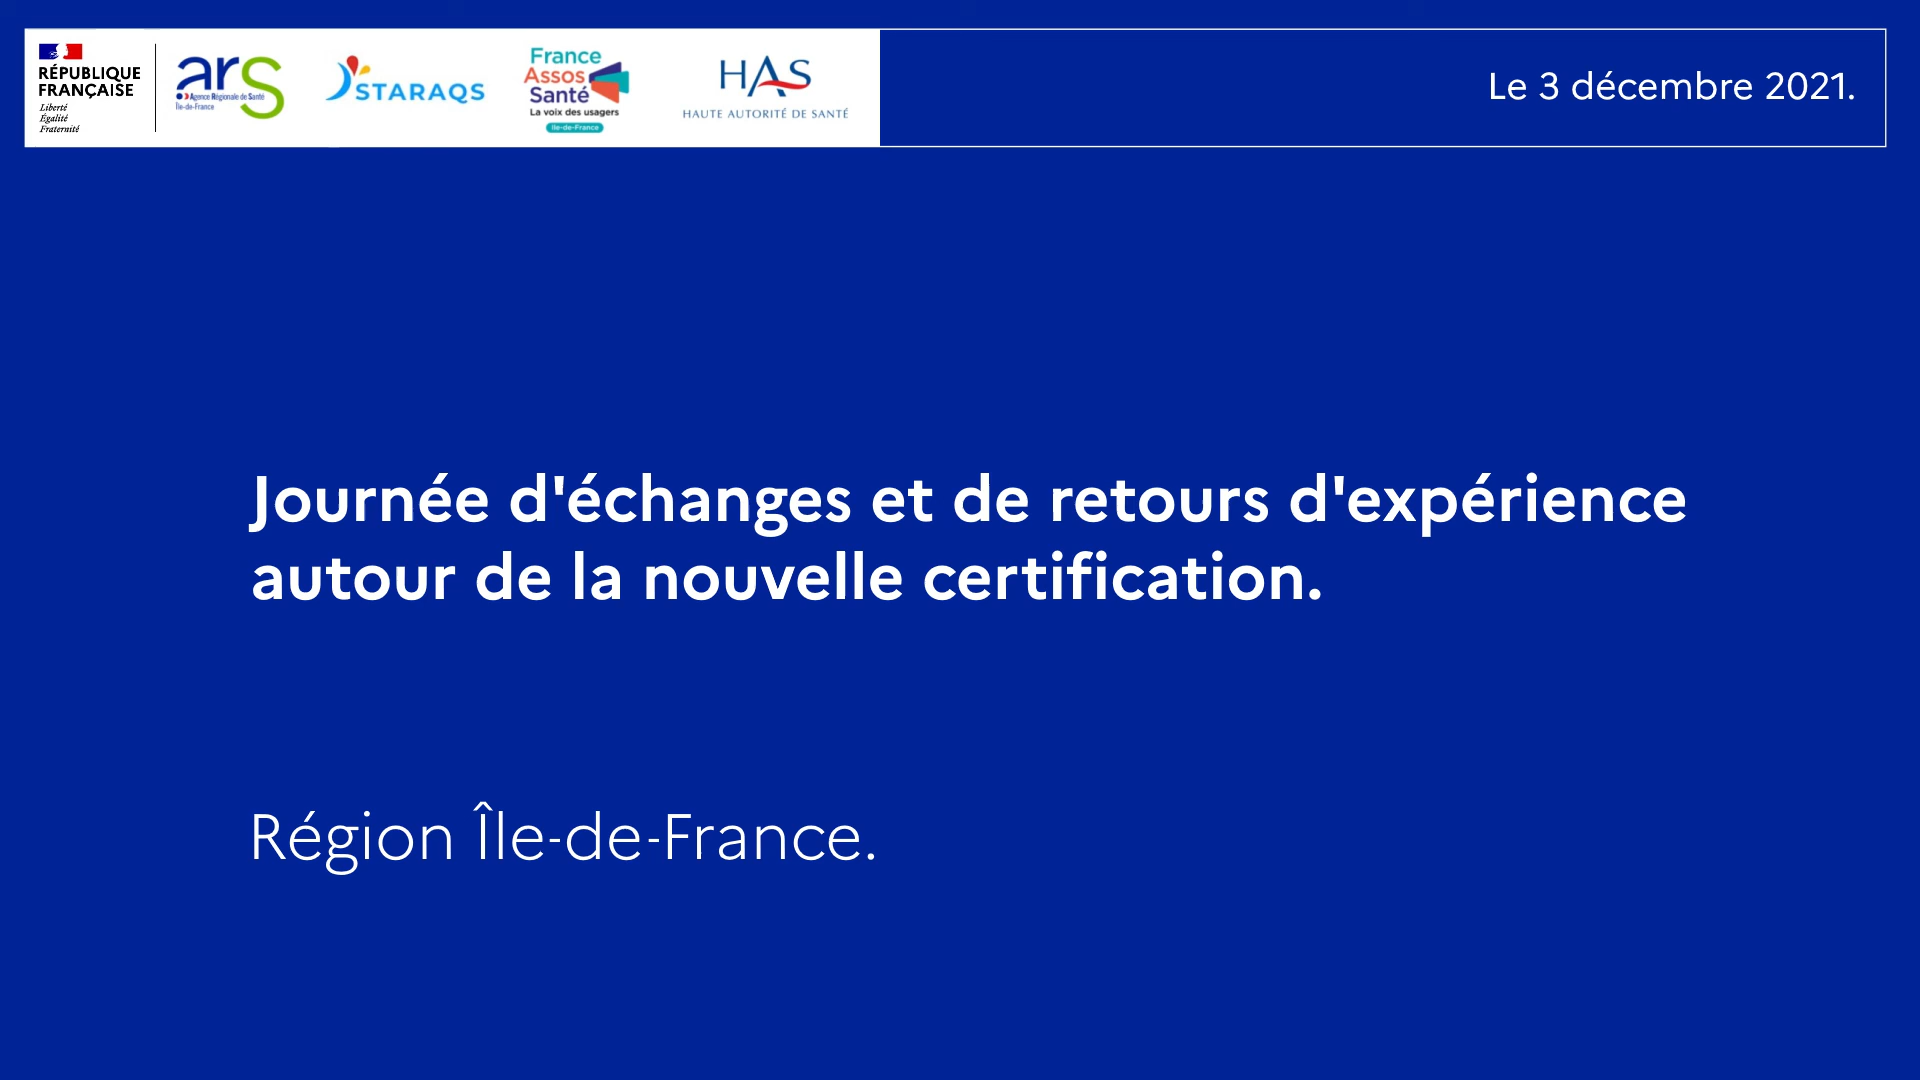 RÉPUBLIQUE
FRANÇAISE
Liberté
Égalité
Fraternité
ars
Agence Régionale de Santé
Île-de-France
STARAQS
France
Assos
Santé
La voix des usagers
Ile-de-France
HAS
HAUTE AUTORITÉ DE SANTÉ
Le 3 décembre 2021.
Journée d'échanges et de retours d'expérience
autour de la nouvelle certification.
Région Île-de-France.